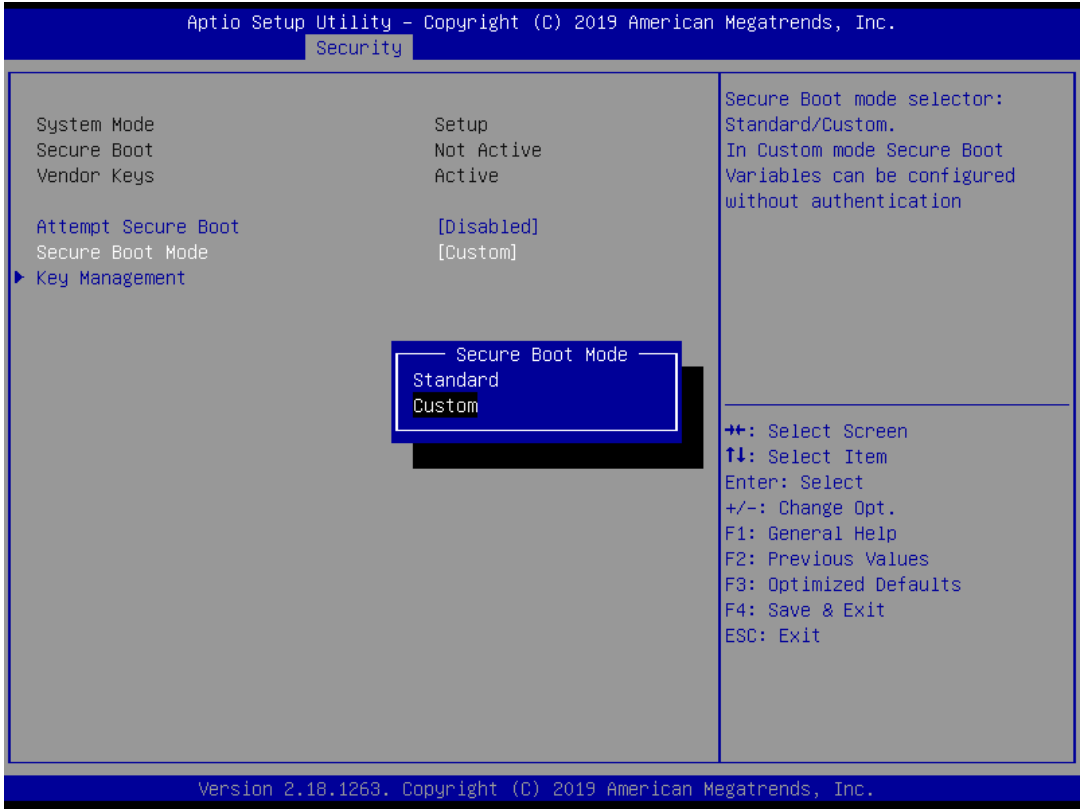 Aptio Setup Utility – Copyright (C) 2019 American Megatrends, Inc.
Security
System Mode Setup
Secure Boot Not Active
Vendor Keys Active
Attempt Secure Boot [Disabled]
Secure Boot Mode [Custom]
Key Management
Secure Boot Mode
Standard
Custom
Secure Boot mode selector:
Standard/Custom.
In Custom mode Secure Boot
Variables can be configured
without authentication
→←: Select Screen
↑↓: Select Item
Enter: Select
+/-: Change Opt.
F1: General Help
F2: Previous Values
F3: Optimized Defaults
F4: Save & Exit
ESC: Exit
Version 2.18.1263. Copyright (C) 2019 American Megatrends, Inc.